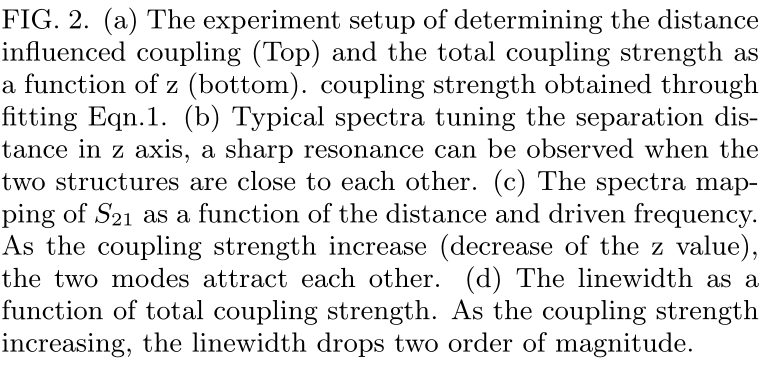 FIG. 2. (a) The experiment setup of determining the distance
influenced coupling (Top) and the total coupling strength as
a function of z (bottom). coupling strength obtained through
fitting Eqn.1. (b) Typical spectra tuning the separation dis-
tance in z axis, a sharp resonance can be observed when the
two structures are close to each other. (c) The spectra map-
ping of S21 as a function of the distance and driven frequency.
As the coupling strength increase (decrease of the z value),
the two modes attract each other. (d) The linewidth as a
function of total coupling strength. As the coupling strength
increasing, the linewidth drops two order of magnitude.